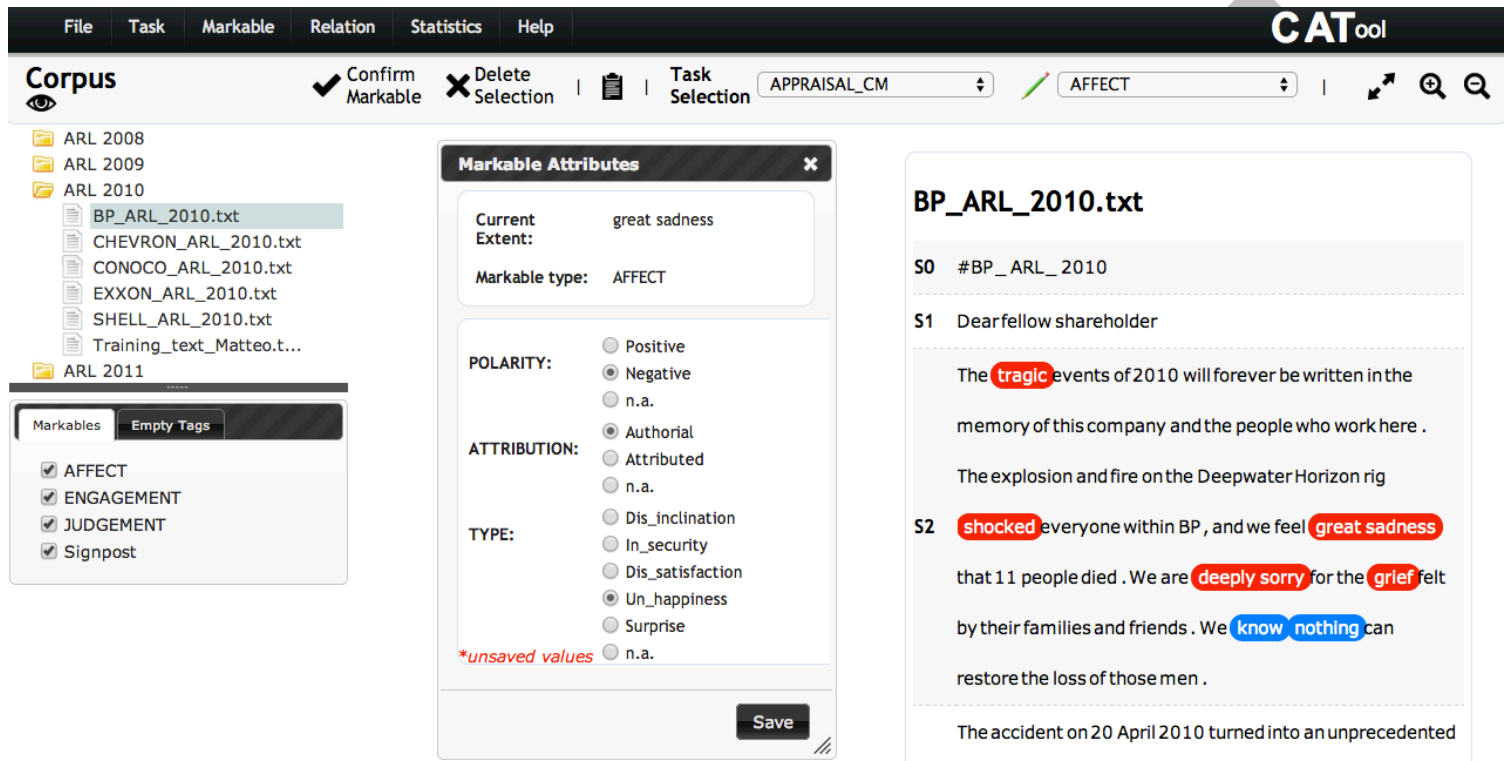 File Task Markable Relation Statistics Help CATool
Corpus
Confirm Markable
Delete Selection
Task Selection
APPRAISAL_CM
AFFECT
ARL 2008
ARL 2009
ARL 2010
BP_ARL_2010.txt
CHEVRON_ARL_2010.txt
CONOCO_ARL_2010.txt
EXXON_ARL_2010.txt
SHELL_ARL_2010.txt
Training_text_Matteo.t...
ARL 2011
Markables Empty Tags
AFFECT
ENGAGEMENT
JUDGEMENT
Signpost
Markable Attributes
Current Extent: great sadness
Markable type: AFFECT
POLARITY:
Positive
Negative
n.a.
ATTRIBUTION:
Authorial
Attributed
n.a.
TYPE:
Dis_inclination
In_security
Dis_satisfaction
Un_happiness
Surprise
n.a.
*unsaved values
Save
BP_ARL_2010.txt
S0 #BP_ ARL_ 2010
S1 Dear fellow shareholder
The tragic events of 2010 will forever be written in the
memory of this company and the people who work here .
The explosion and fire on the Deepwater Horizon rig
S2 shocked everyone within BP , and we feel great sadness
that 11 people died . We are deeply sorry for the grief felt
by their families and friends . We know nothing can
restore the loss of those men .
The accident on 20 April 2010 turned into an unprecedented